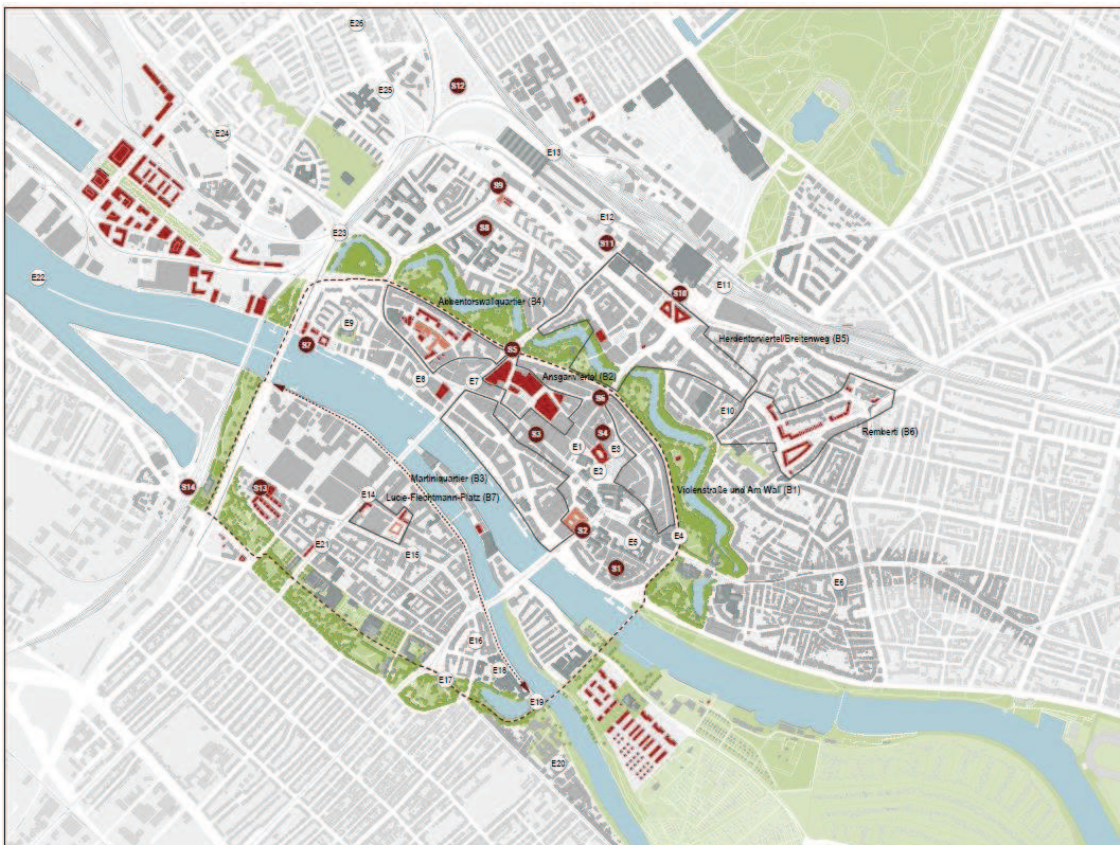 E26
E25
S12
E24
E13
S9
S8
E12
S11
E23
E22
E11
S10
Abbentorswallquartier (B4)
E9
S7
Herdentorviertel/Breitenweg (B5)
S5
E8
E7
Ansgariviertel (B2)
S6
E10
Remberti (B6)
S3
S4
E1
E3
E2
Martiniquartier (B3)
Violenstraße und Am Wall (B1)
S14
S13
E14
Lucie-Flechtmann-Platz (B7)
S2
E4
E5
E21
E15
S1
E6
E16
E18
E17
E19
E20